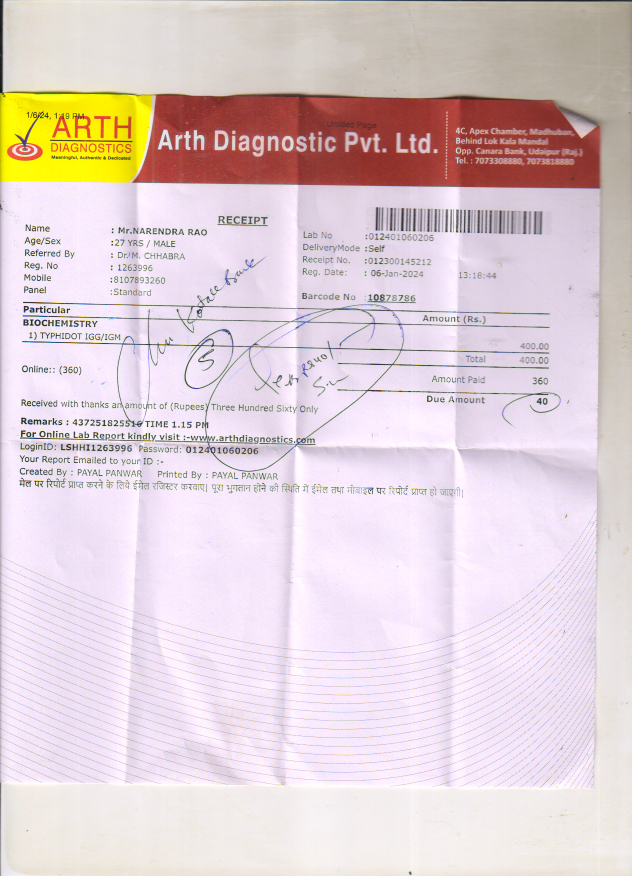 1/6/24, 1:19 PM
Untitled Page
ARTH
DIAGNOSTICS
Meaningful, Authentic & Dedicated
Arth Diagnostic Pvt. Ltd.
4C, Apex Chamber, Madhuban,
Behind Lok Kala Mandal
Opp. Canara Bank, Udaipur (Raj.)
Tel. : 7073308880, 7073818880
RECEIPT
Name : Mr.NARENDRA RAO
Age/Sex :27 YRS / MALE
Referred By : Dr/M. CHHABRA
Reg. No : 1263996
Mobile :8107893260
Panel :Standard
Lab No :012401060206
DeliveryMode :Self
Receipt No. :012300145212
Reg. Date: : 06-Jan-2024 13:18:44
Barcode No 10878786
Particular Amount (Rs.)
BIOCHEMISTRY
1) TYPHIDOT IGG/IGM 400.00
Total 400.00
Online:: (360)
Amount Paid 360
Due Amount 40
5
Received with thanks an amount of (Rupees) Three Hundred Sixty Only
Remarks : 437251825516 TIME 1.15 PM
For Online Lab Report kindly visit :-www.arthdiagnostics.com
LoginID: LSHHI1263996 Password: 012401060206
Your Report Emailed to your ID :-
Created By : PAYAL PANWAR Printed By : PAYAL PANWAR
मेल पर रिपोर्ट प्राप्त करने के लिये ईमेल रजिस्टर करवाए। पूरा भुगतान होने की स्थिति में ईमेल तथा मोबाइल पर रिपोर्ट प्राप्त हो जाएगी।